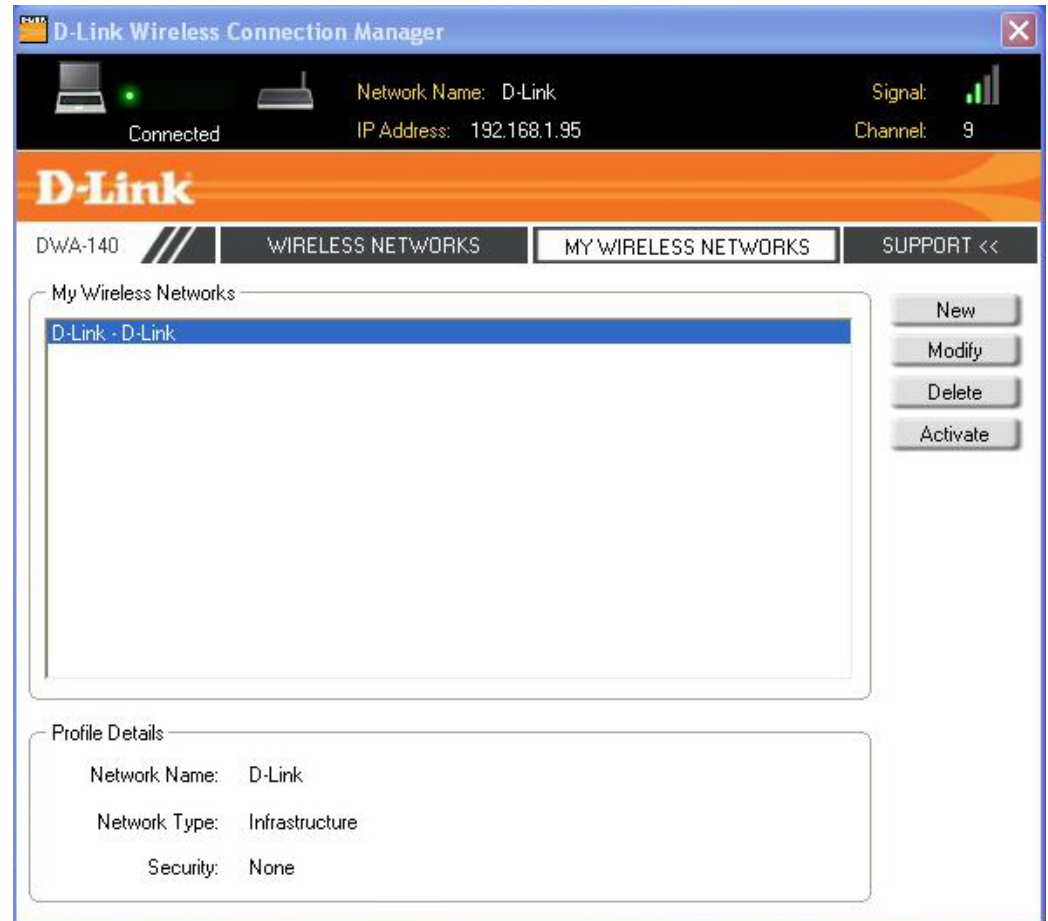 D-Link Wireless Connection Manager
Network Name: D-Link
Signal:
Connected
IP Address: 192.168.1.95
Channel: 9
D-Link
DWA-140
WIRELESS NETWORKS
MY WIRELESS NETWORKS
SUPPORT <<
My Wireless Networks
D-Link - D-Link
New
Modify
Delete
Activate
Profile Details
Network Name: D-Link
Network Type: Infrastructure
Security: None